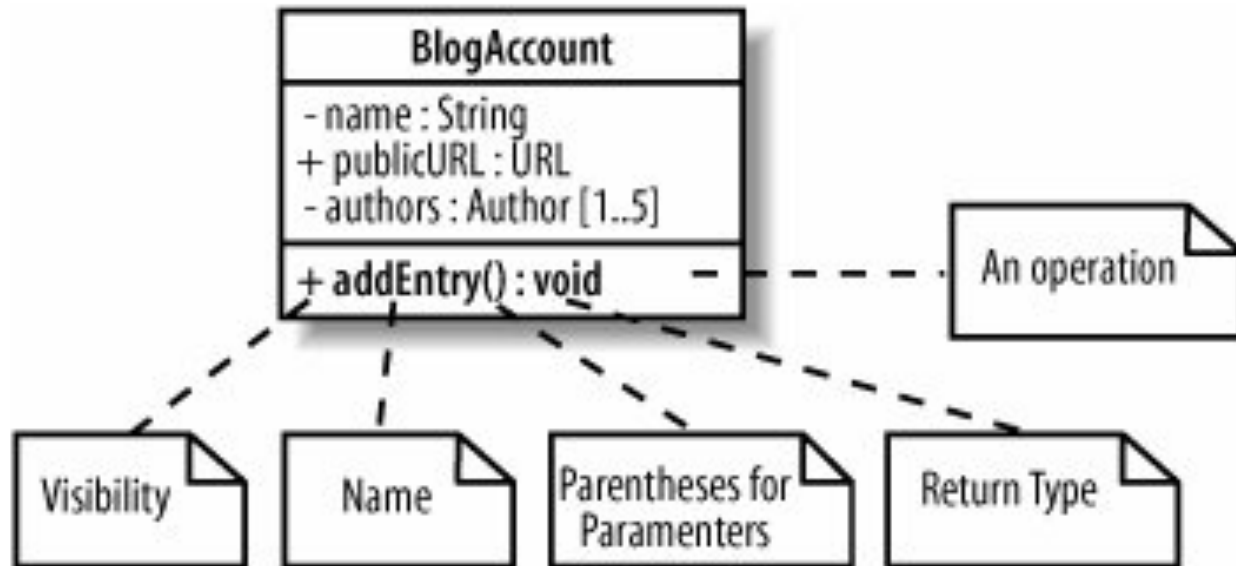 BlogAccount
- name : String
+ publicURL : URL
- authors : Author [1..5]
+ addEntry() : void
An operation
Visibility
Name
Parentheses for
Paramenters
Return Type